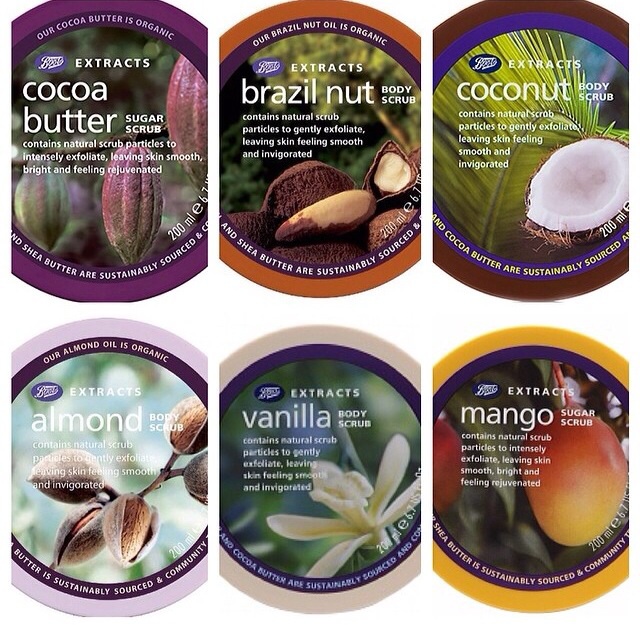 OUR COCOA BUTTER IS ORGANIC
Boots EXTRACTS
cocoa
butter SUGAR
SCRUB
contains natural scrub particles to
intensely exfoliate, leaving skin smooth,
bright and feeling rejuvenated
200 ml e 6.7
AND SHEA BUTTER ARE SUSTAINABLY SOURCED &
OUR BRAZIL NUT OIL IS ORGANIC
Boots EXTRACTS
brazil nut BODY
SCRUB
contains natural scrub
particles to gently exfoliate,
leaving skin feeling smooth
and invigorated
200 ml e 6.7
AND SHEA BUTTER ARE SUSTAINABLY SOURCED &
Boots EXTRACTS
coconut BODY
SCRUB
contains natural scrub
particles to gently exfoliate,
leaving skin feeling
smooth and
invigorated
200 ml
AND COCOA BUTTER ARE SUSTAINABLY SOURCED
OUR ALMOND OIL IS ORGANIC
Boots EXTRACTS
almond BODY
SCRUB
contains natural scrub
particles to gently exfoliate,
leaving skin feeling smooth
and invigorated
200 ml
BUTTER IS SUSTAINABLY SOURCED & COMMUNITY
Boots EXTRACTS
vanilla BODY
SCRUB
contains natural scrub
particles to gently
exfoliate, leaving
skin feeling smooth
and invigorated
200 ml e 6.7
AND COCOA BUTTER ARE SUSTAINABLY SOURCED AND
Boots EXTRACTS
mango SUGAR
SCRUB
contains natural scrub
particles to intensely
exfoliate, leaving skin
smooth, bright and
feeling rejuvenated
200 ml
SHEA BUTTER IS SUSTAINABLY SOURCED & COMMUNITY